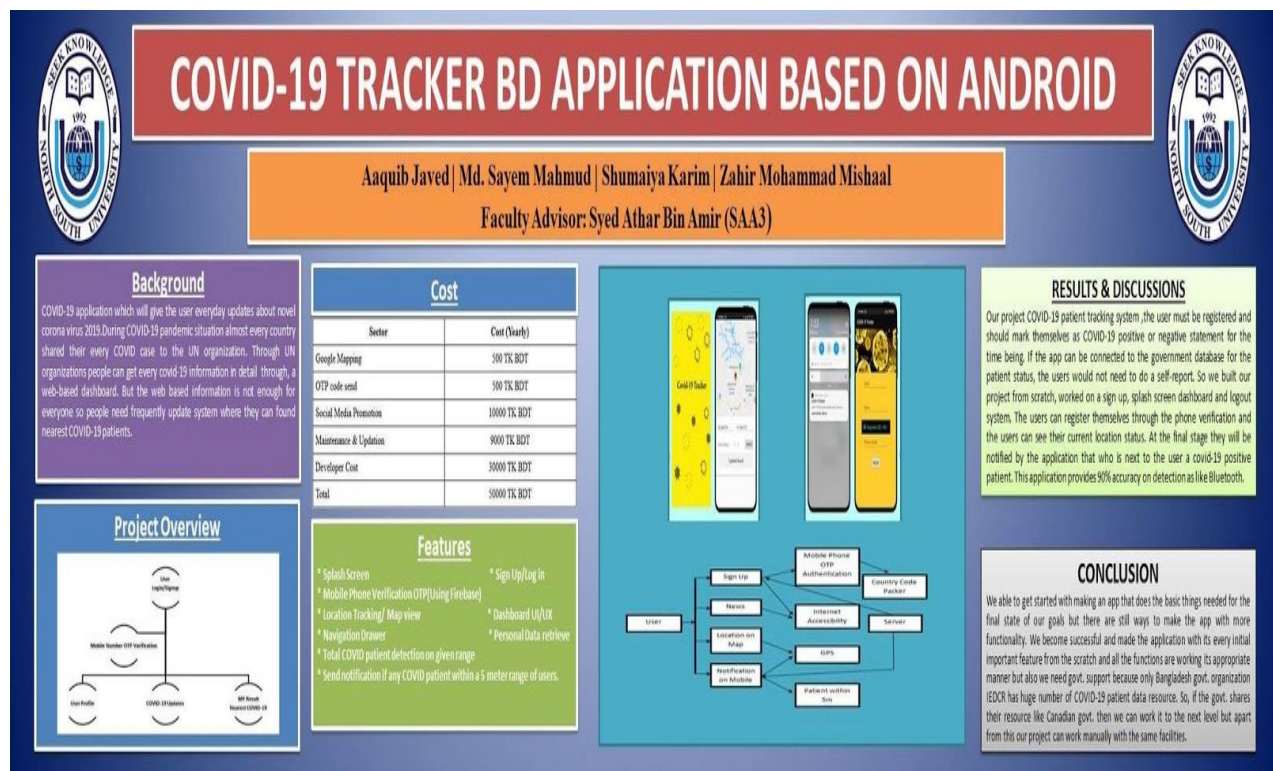 COVID-19 TRACKER BD APPLICATION BASED ON ANDROID
SEEK KNOWLEDGE
1992
NORTH SOUTH UNIVERSITY
SEEK KNOWLEDGE
1992
NORTH SOUTH UNIVERSITY
Aaquib Javed | Md. Sayem Mahmud | Shumaiya Karim | Zahir Mohammad Mishaal
Faculty Advisor: Syed Athar Bin Amir (SAA3)
Background
COVID-19 application which will give the user everyday updates about novel
corona virus 2019.During COVID-19 pandemic situation almost every country
shared their every COVID case to the UN organization. Through UN
organizations people can get every covid-19 information in detail through, a
web-based dashboard. But the web based information is not enough for
everyone so people need frequently update system where they can found
nearest COVID-19 patients.
Project Overview
User
Login/Signup
Mobile Number OTP Verification
User Profile
COVID-19 Updates
MY Result
Nearest COVID-19
Cost
Sector Cost (Yearly)
Google Mapping 500 TK BDT
OTP code send 500 TK BDT
Social Media Promotion 10000 TK BDT
Maintenance & Updation 9000 TK BDT
Developer Cost 30000 TK BDT
Total 50000 TK BDT
Features
* Splash Screen * Sign Up/Log in
* Mobile Phone Verification OTP(Using Firebase)
* Location Tracking/ Map view * Dashboard UI/UX
* Navigation Drawer * Personal Data retrieve
* Total COVID patient detection on given range
* Send notification if any COVID patient within a 5 meter range of users.
Covid-19 Tracker
User
Sign Up
News
Location on
Map
Notification
on Mobile
Mobile Phone
OTP
Authentication
Internet
Accessibility
GPS
Patient within
5m
Country Code
Packer
Server
RESULTS & DISCUSSIONS
Our project COVID-19 patient tracking system ,the user must be registered and
should mark themselves as COVID-19 positive or negative statement for the
time being. If the app can be connected to the government database for the
patient status, the users would not need to do a self-report. So we built our
project from scratch, worked on a sign up, splash screen dashboard and logout
system. The users can register themselves through the phone verification and
the users can see their current location status. At the final stage they will be
notified by the application that who is next to the user a covid-19 positive
patient. This application provides 90% accuracy on detection as like Bluetooth.
CONCLUSION
We able to get started with making an app that does the basic things needed for the
final state of our goals but there are still ways to make the app with more
functionality. We become successful and made the application with its every initial
important feature from the scratch and all the functions are working its appropriate
manner but also we need govt. support because only Bangladesh govt. organization
IEDCR has huge number of COVID-19 patient data resource. So, if the govt. shares
their resource like Canadian govt. then we can work it to the next level but apart
from this our project can work manually with the same facilities.